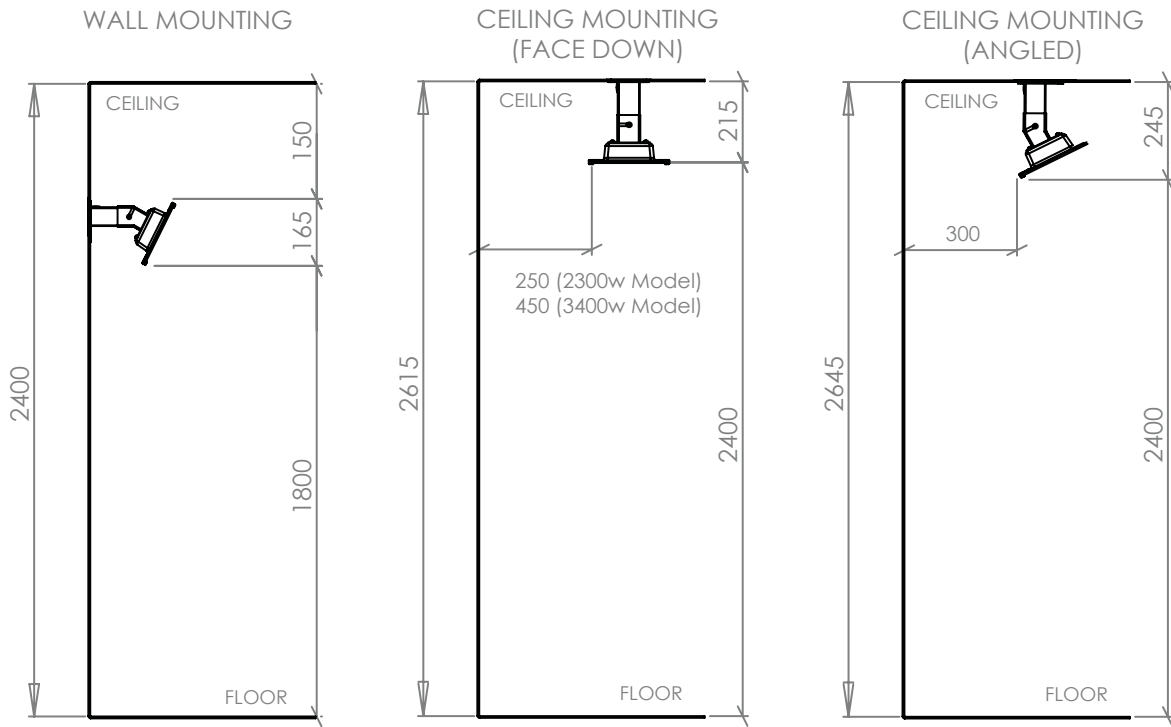 WALL MOUNTING
CEILING
150
165
2400
1800
FLOOR
CEILING MOUNTING
(FACE DOWN)
CEILING
215
250 (2300w Model)
450 (3400w Model)
2615
2400
FLOOR
CEILING MOUNTING
(ANGLED)
CEILING
245
300
2645
2400
FLOOR